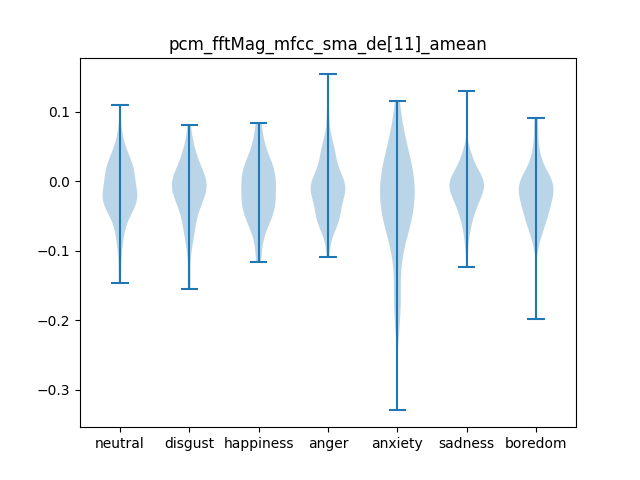 pcm_fftMag_mfcc_sma_de[11]_amean
0.1
0.0
−0.1
−0.2
−0.3
neutral disgust happiness anger anxiety sadness boredom